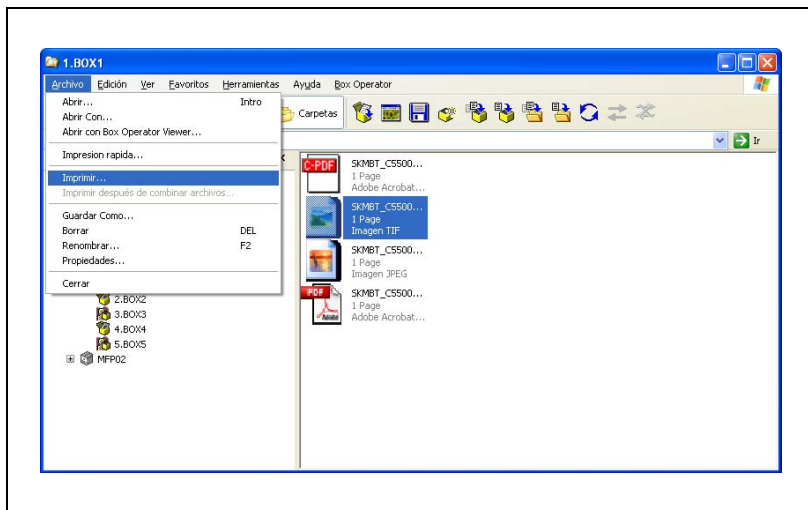 1.BOX1
Archivo Edición Ver Favoritos Herramientas Ayuda Box Operator
Carpetas
Ir
Abrir... Intro
Abrir Con...
Abrir con Box Operator Viewer...
Impresion rapida...
Imprimir...
Imprimir después de combinar archivos...
Guardar Como...
Borrar DEL
Renombrar... F2
Propiedades...
Cerrar
2.BOX2
3.BOX3
4.BOX4
5.BOX5
MFP02
C-PDF
SKMBT_C5500...
1 Page
Adobe Acrobat...
SKMBT_C5500...
1 Page
Imagen TIF
SKMBT_C5500...
1 Page
Imagen JPEG
PDF
Adobe
SKMBT_C5500...
1 Page
Adobe Acrobat...